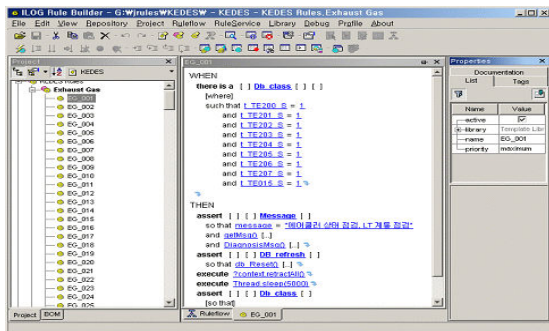 ILOG Rule Builder - G:\jrules\KEDES\ - KEDES - KEDES Rules.Exhaust Gas
File Edit View Repository Project Ruleflow RuleService Library Debug Profile About
Project
KEDES
KEDES Rules
Exhaust Gas
EG_001
EG_002
EG_003
EG_004
EG_005
EG_006
EG_007
EG_008
EG_009
EG_010
EG_011
EG_012
EG_013
EG_014
EG_015
EG_016
EG_017
EG_018
EG_019
EG_020
EG_021
EG_022
EG_023
EG_024
EG_025
Project BOM
EG_001
WHEN
there is a [ ] Db_class [ ] [ ]
[where]
such that t_TE200_S = 1
and t_TE201_S = 1
and t_TE202_S = 1
and t_TE203_S = 1
and t_TE204_S = 1
and t_TE205_S = 1
and t_TE206_S = 1
and t_TE207_S = 1
and t_TE015_S = 1
THEN
assert [ ] [ ] Message [ ]
so that message = "에어쿨러 상태 점검, LT 계통 점검"
and getMsg() [..]
and DiagnosisMsg() [..]
assert [ ] [ ] DB_refresh [ ]
so that db_Reset() [..]
execute ?context.retractAll()
execute Thread.sleep(5000)
assert [ ] [ ] Db_class [ ]
[so that]
Ruleflow EG_001
Properties
Documentation
List Tags
Name Value
active
library Template Libr
name EG_001
priority maximum